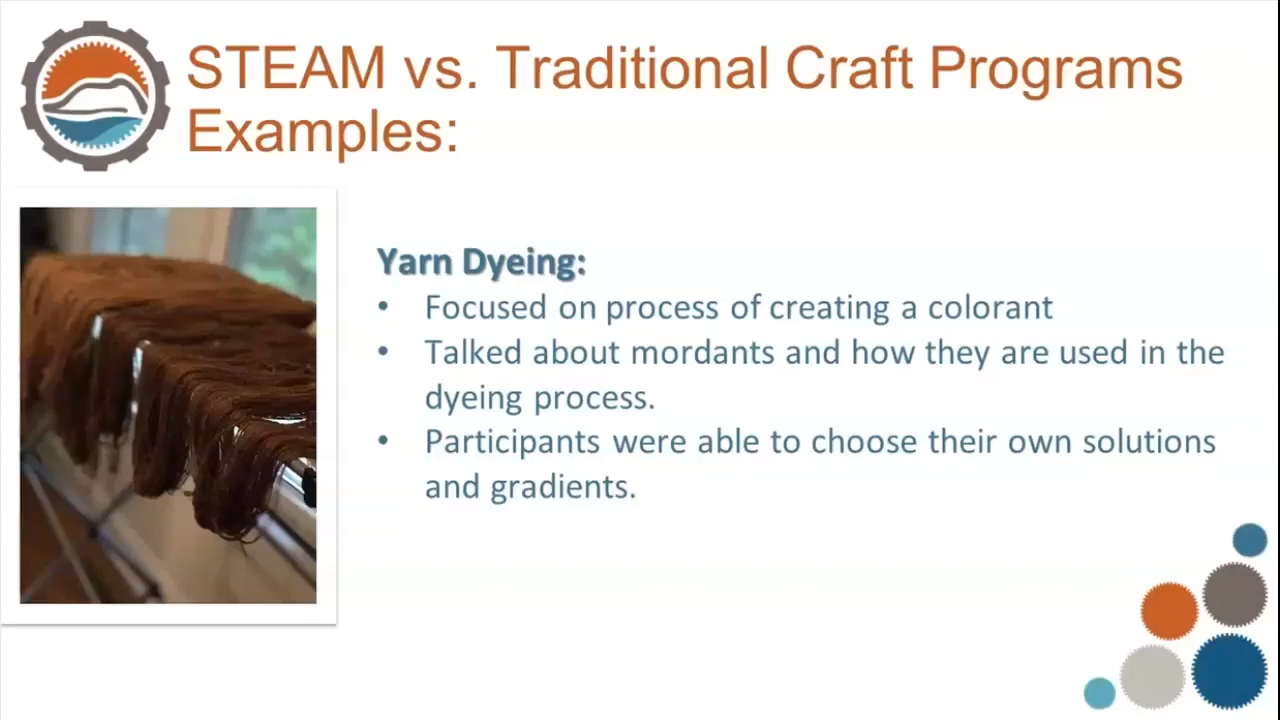 STEAM vs. Traditional Craft Programs
Examples:
Yarn Dyeing:
• Focused on process of creating a colorant
• Talked about mordants and how they are used in the
dyeing process.
• Participants were able to choose their own solutions
and gradients.